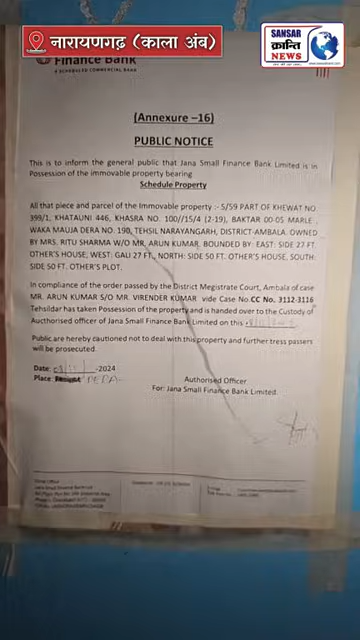 नारायणगढ़ (काला अंब)
SANSAR
क्रान्ति
NEWS
Finance Bank
A SCHEDULED COMMERCIAL BANK
(Annexure –16)
PUBLIC NOTICE
This is to inform the general public that Jana Small Finance Bank Limited is in
Possession of the immovable property bearing
Schedule Property
All that piece and parcel of the Immovable property :- 5/59 PART OF KHEWAT NO.
399/1, KHATAUNI 446, KHASRA NO. 100//15/4 (2-19), BAKTAR 00-05 MARLE ,
WAKA MAUJA DERA NO. 190, TEHSIL NARAYANGARH, DISTRICT-AMBALA. OWNED
BY MRS. RITU SHARMA W/O MR. ARUN KUMAR. BOUNDED BY: EAST: SIDE 27 FT.
OTHER'S HOUSE, WEST: GALI 27 FT., NORTH: SIDE 50 FT. OTHER'S HOUSE, SOUTH:
SIDE 50 FT. OTHER'S PLOT.
In compliance of the order passed by the District Megistrate Court, Ambala of case
MR. ARUN KUMAR S/O MR. VIRENDER KUMAR vide Case No. CC No. 3112-3116
Tehsildar has taken Possession of the property and is handed over to the Custody of
Aucthorised officer of Jana Small Finance Bank Limited on this
Public are hereby cautioned not to deal with this property and further tress passers
will be prosecuted.
Date: -2024
Place
Authorised Officer
For: Jana Small Finance Bank Limited